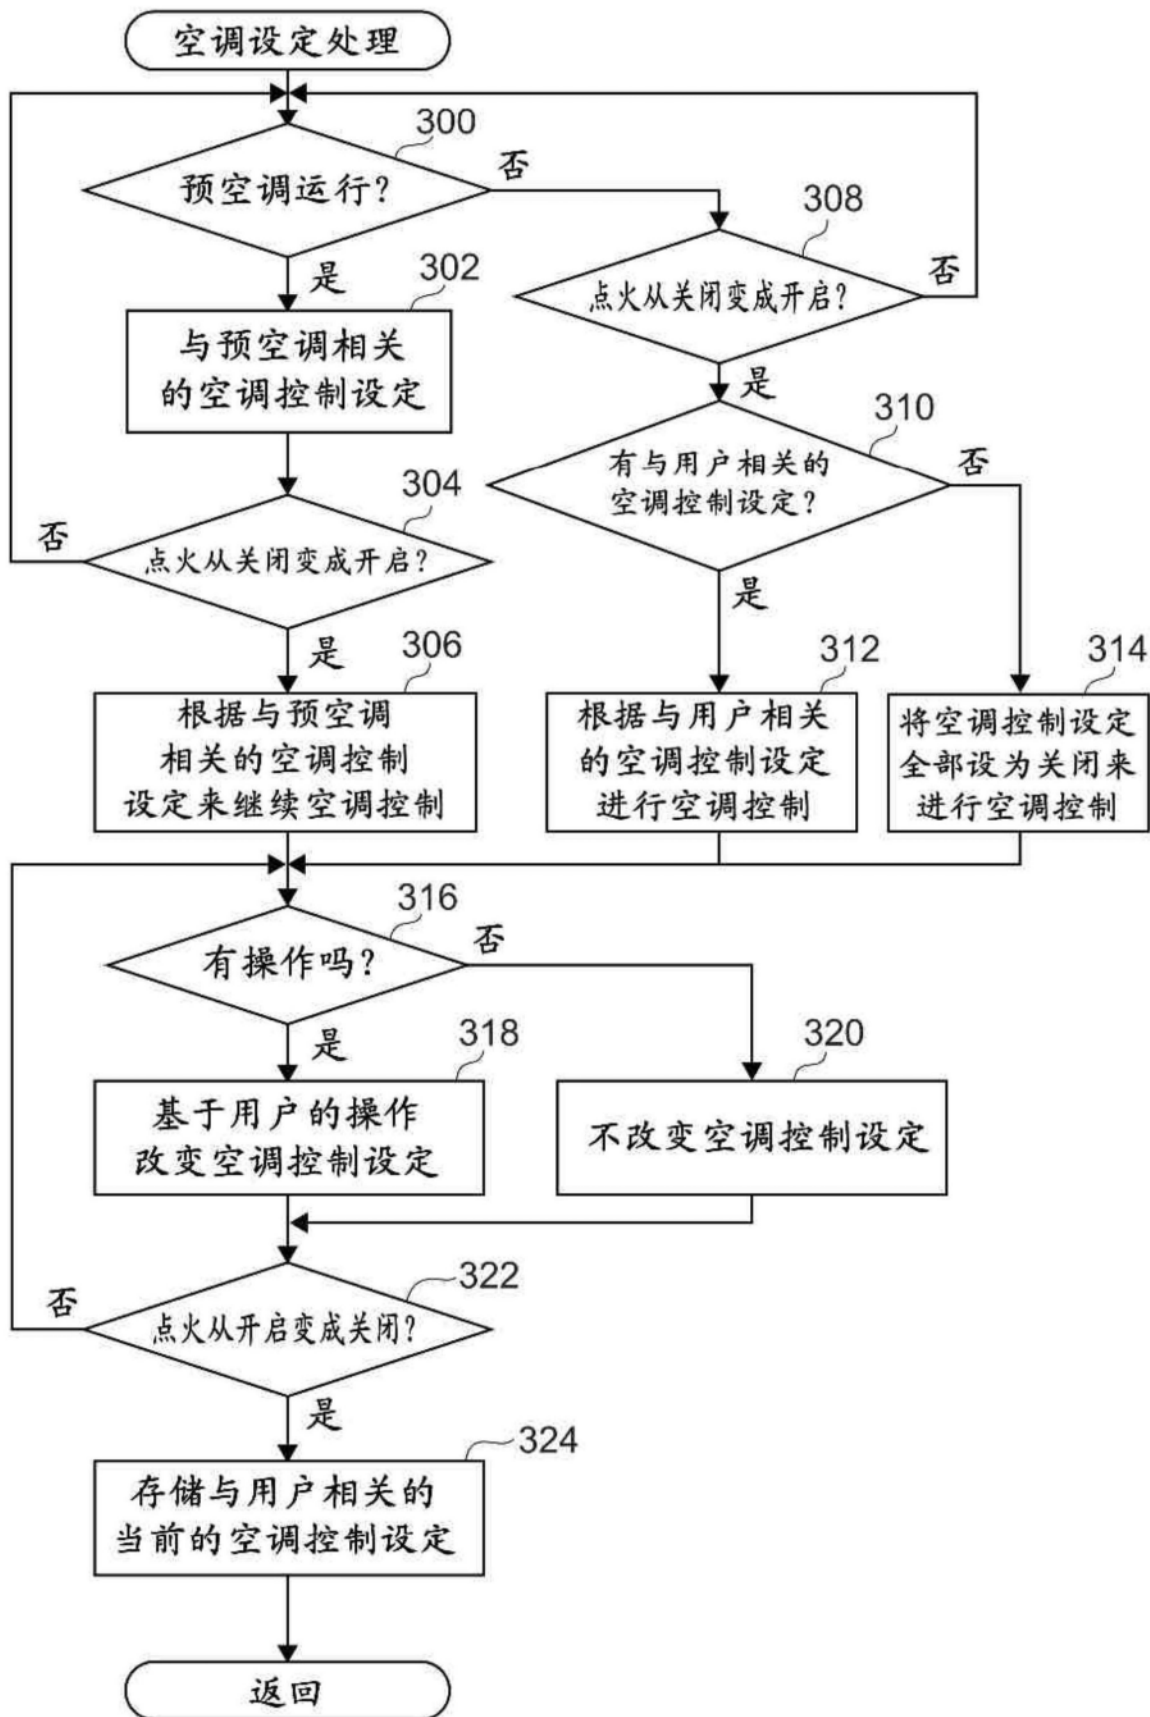 空调设定处理
300
预空调运行？
否
是
302
与预空调相关
的空调控制设定
308
点火从关闭变成开启？
否
是
304
点火从关闭变成开启？
否
是
310
有与用户相关的
空调控制设定？
否
是
306
根据与预空调
相关的空调控制
设定来继续空调控制
312
根据与用户相关
的空调控制设定
进行空调控制
314
将空调控制设定
全部设为关闭来
进行空调控制
316
有操作吗？
否
是
318
基于用户的操作
改变空调控制设定
320
不改变空调控制设定
322
点火从开启变成关闭？
否
是
324
存储与用户相关的
当前的空调控制设定
返回